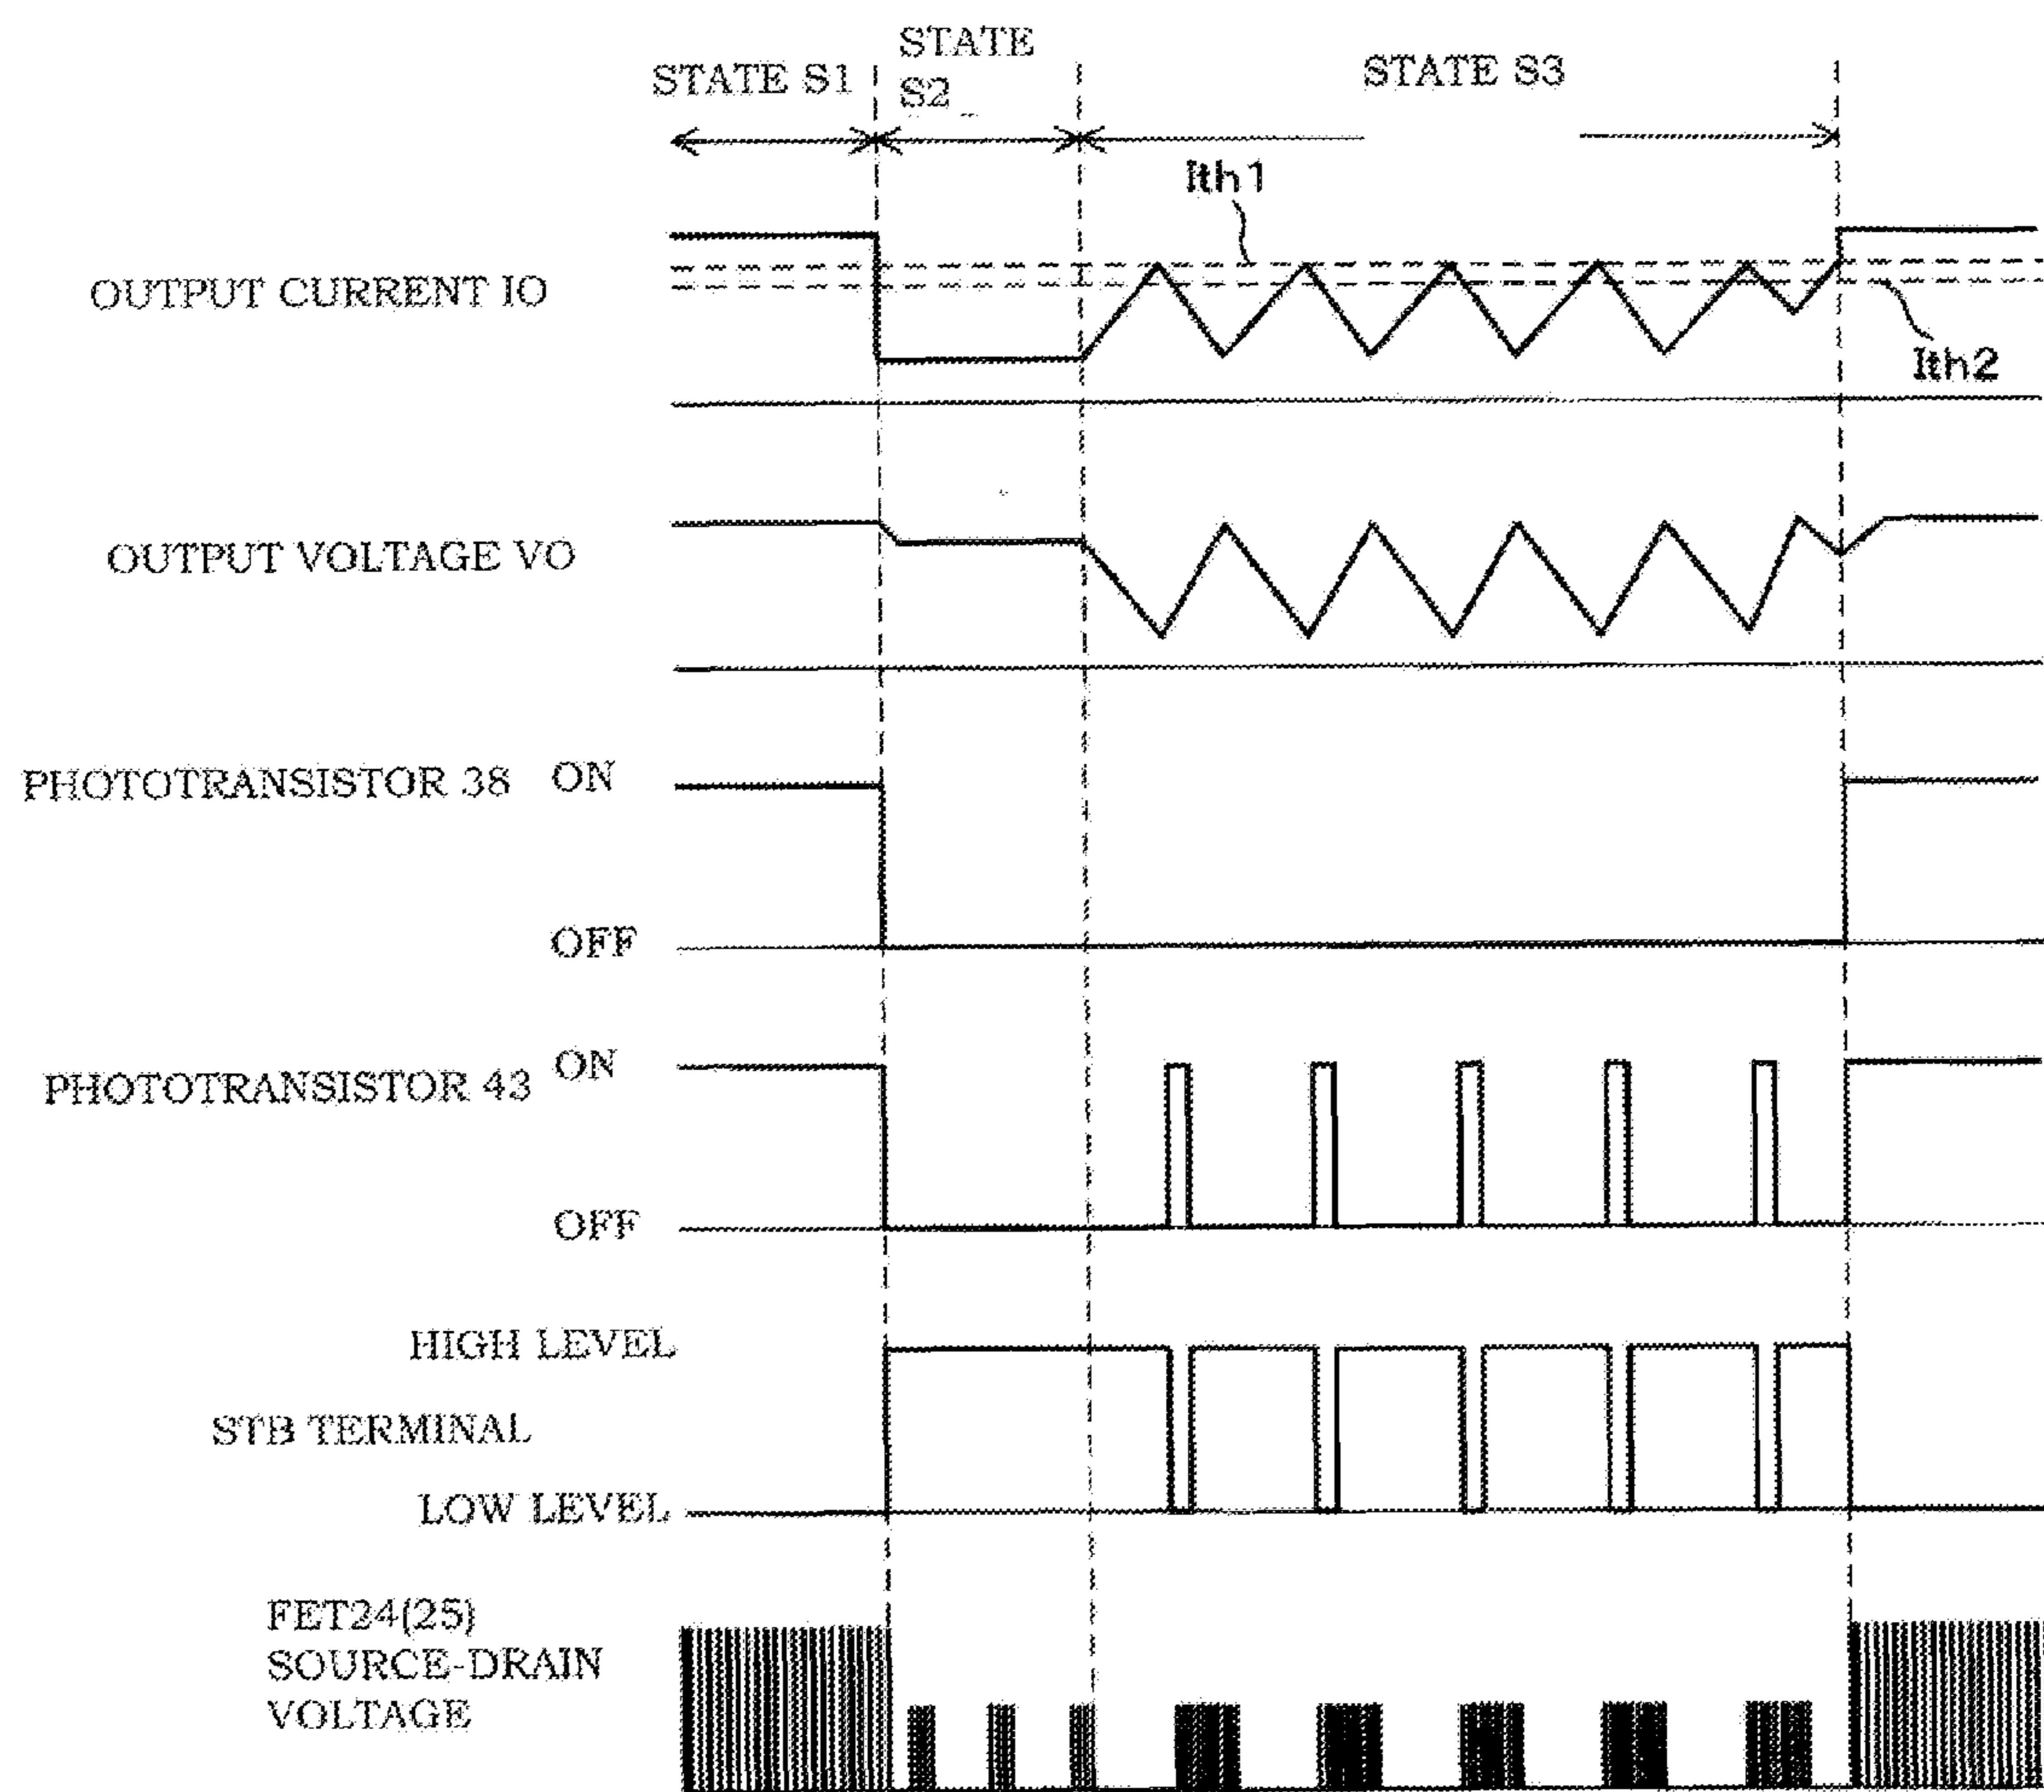 STATE S1
STATE
S2
STATE S3
Ith1
OUTPUT CURRENT IO
Ith2
OUTPUT VOLTAGE VO
PHOTOTRANSISTOR 38 ON
OFF
PHOTOTRANSISTOR 43 ON
OFF
HIGH LEVEL
STB TERMINAL
LOW LEVEL
FET24(25)
SOURCE-DRAIN
VOLTAGE